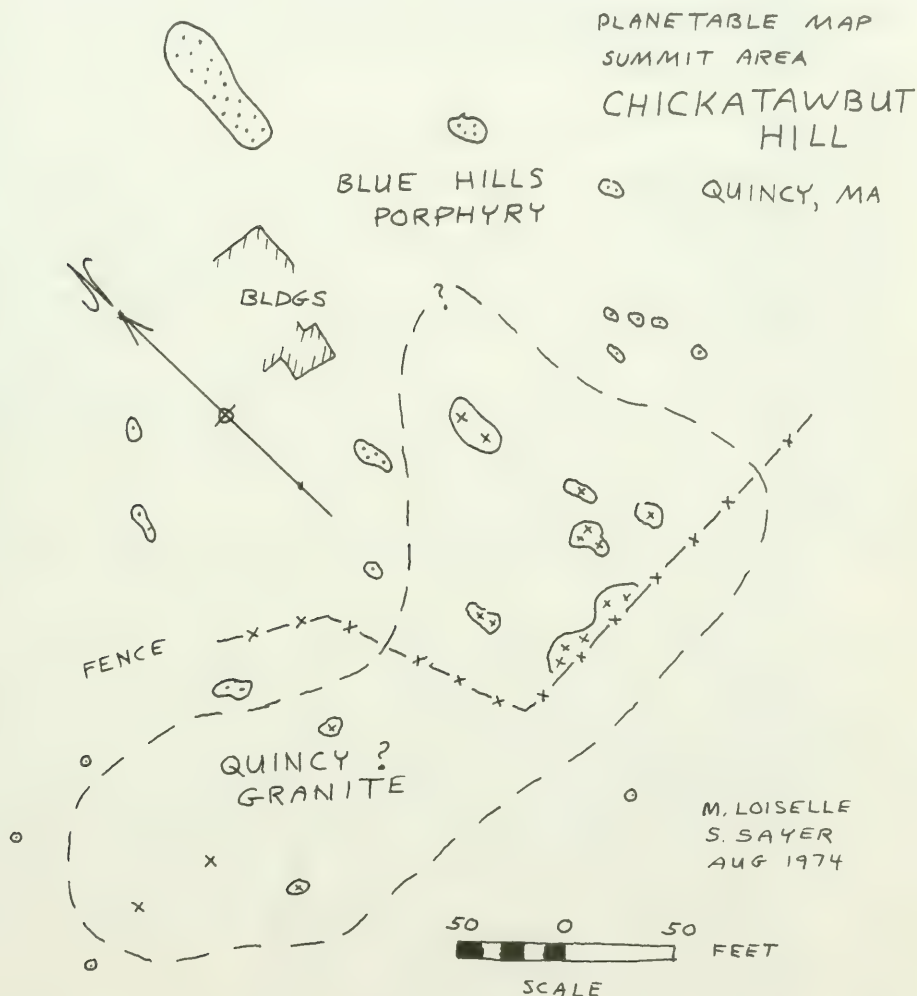 PLANETABLE MAP
SUMMIT AREA
CHICKATAWBUT
HILL
QUINCY, MA
BLUE HILLS
PORPHYRY
N
BLDGS
?
FENCE
QUINCY ?
GRANITE
M. LOISELLE
S. SAYER
AUG 1974
50 0 50
FEET
SCALE